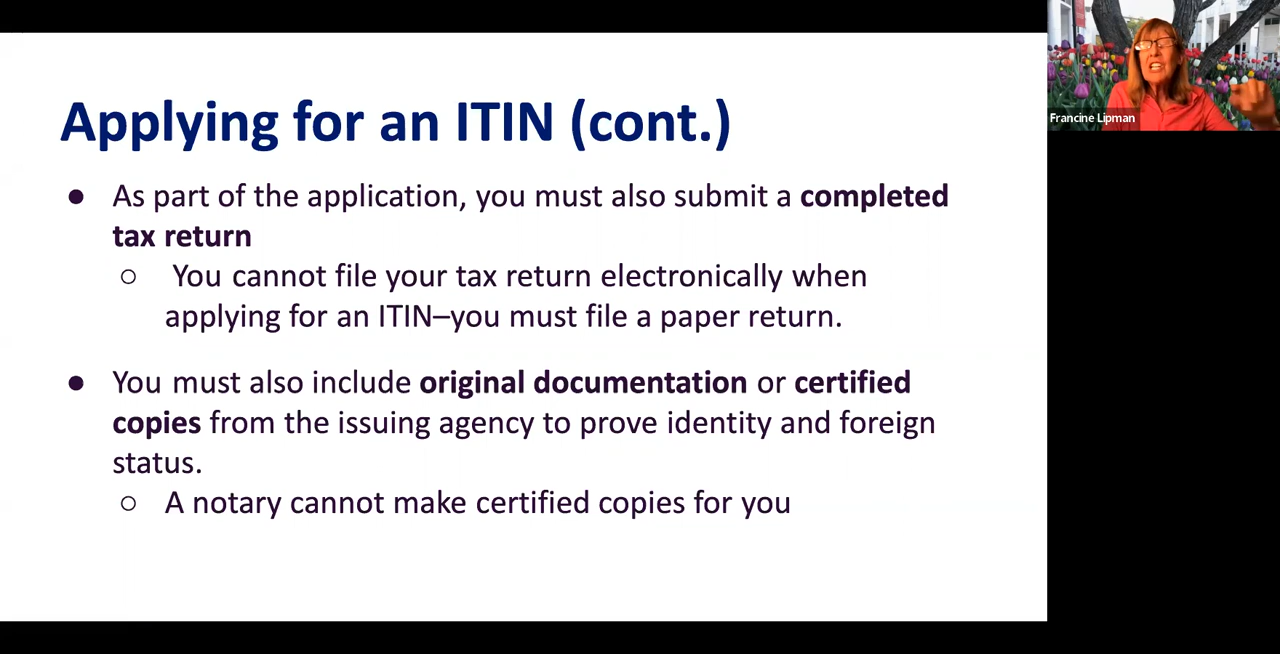 Applying for an ITIN (cont.)
● As part of the application, you must also submit a completed
tax return
○ You cannot file your tax return electronically when
applying for an ITIN–you must file a paper return.
● You must also include original documentation or certified
copies from the issuing agency to prove identity and foreign
status.
○ A notary cannot make certified copies for you
Francine Lipman